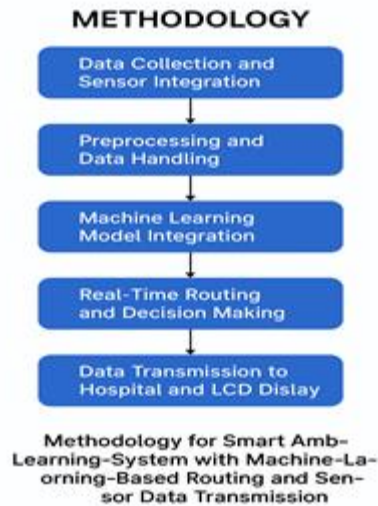 METHODOLOGY
Data Collection and
Sensor Integration
Preprocessing and
Data Handling
Machine Learning
Model Integration
Real-Time Routing
and Decision Making
Data Transmission to
Hospital and LCD Dislay
Methodology for Smart Amb-
Learning-System with Machine-La-
orning-Based Routing and Sen-
sor Data Transmission